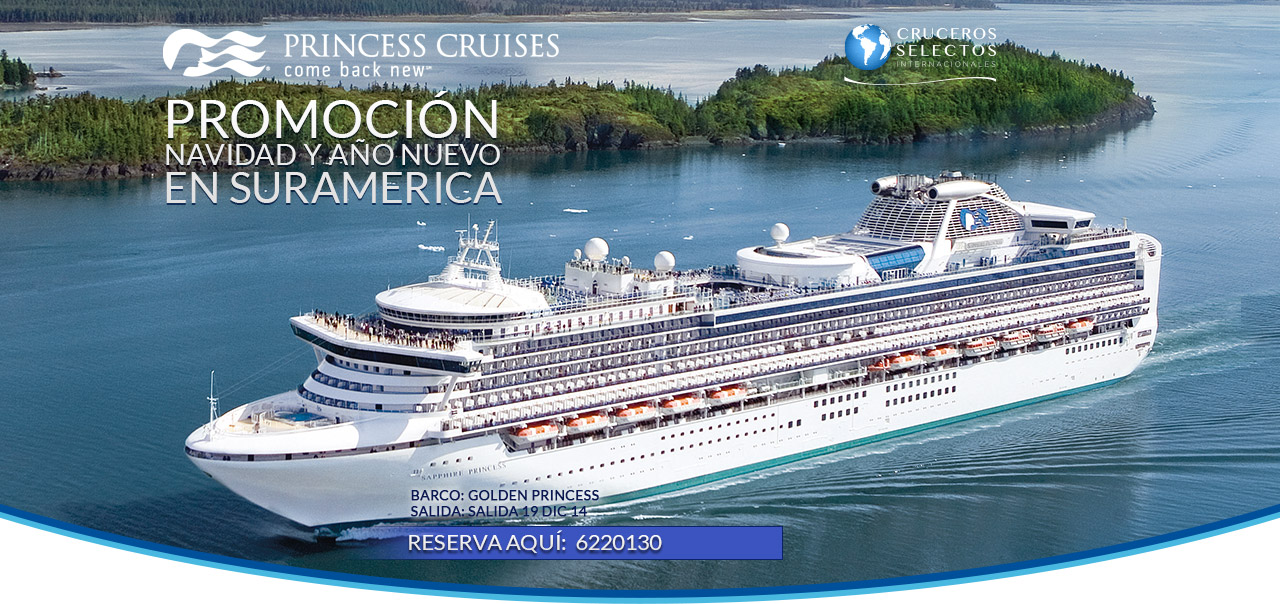 PRINCESS CRUISES
come back new℠
CRUCEROS
SELECTOS
INTERNACIONALES
PROMOCIÓN
NAVIDAD Y AÑO NUEVO
EN SURAMERICA
SAPPHIRE PRINCESS
BARCO: GOLDEN PRINCESS
SALIDA: SALIDA 19 DIC 14
RESERVA AQUÍ: 6220130